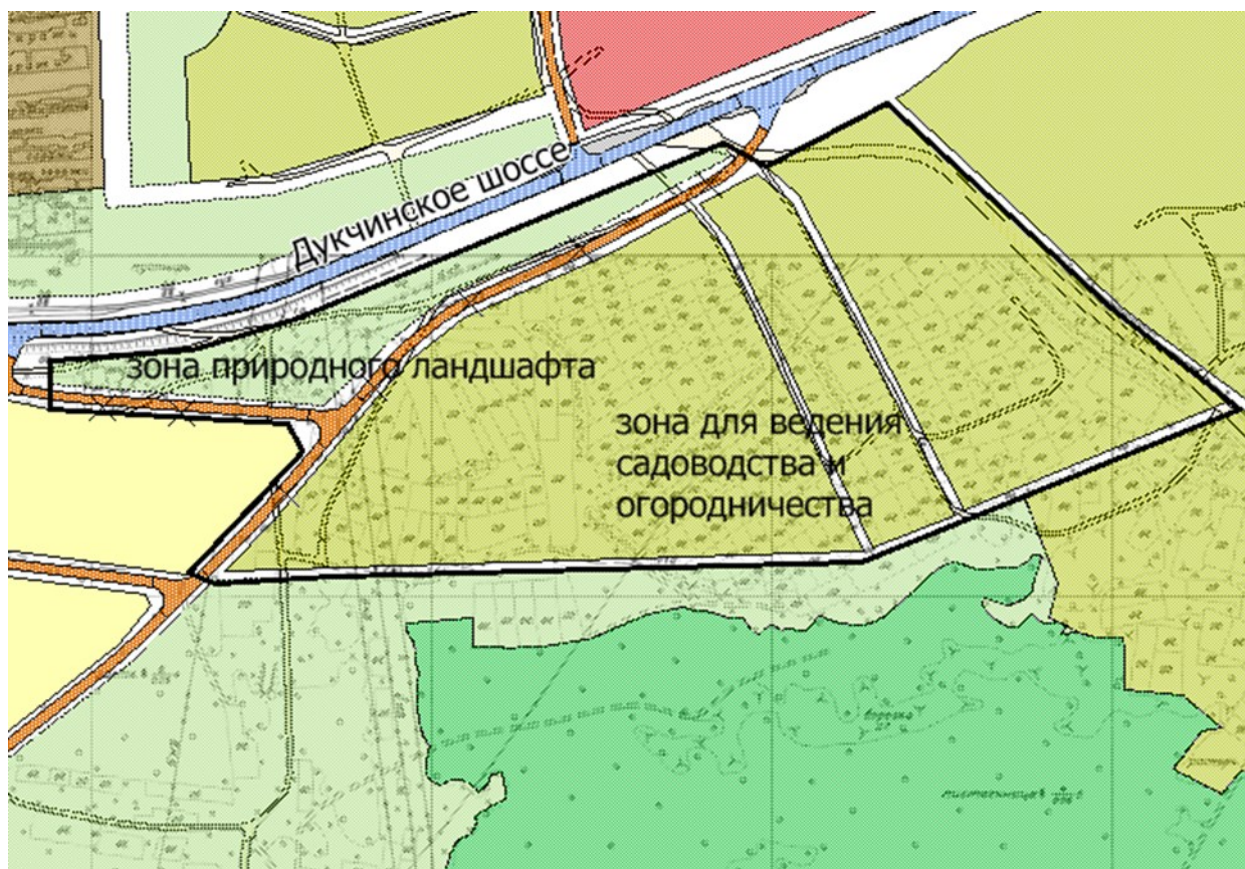 Дукчинское шоссе
зона природного ландшафта
зона для ведения
садоводства и
огородничества